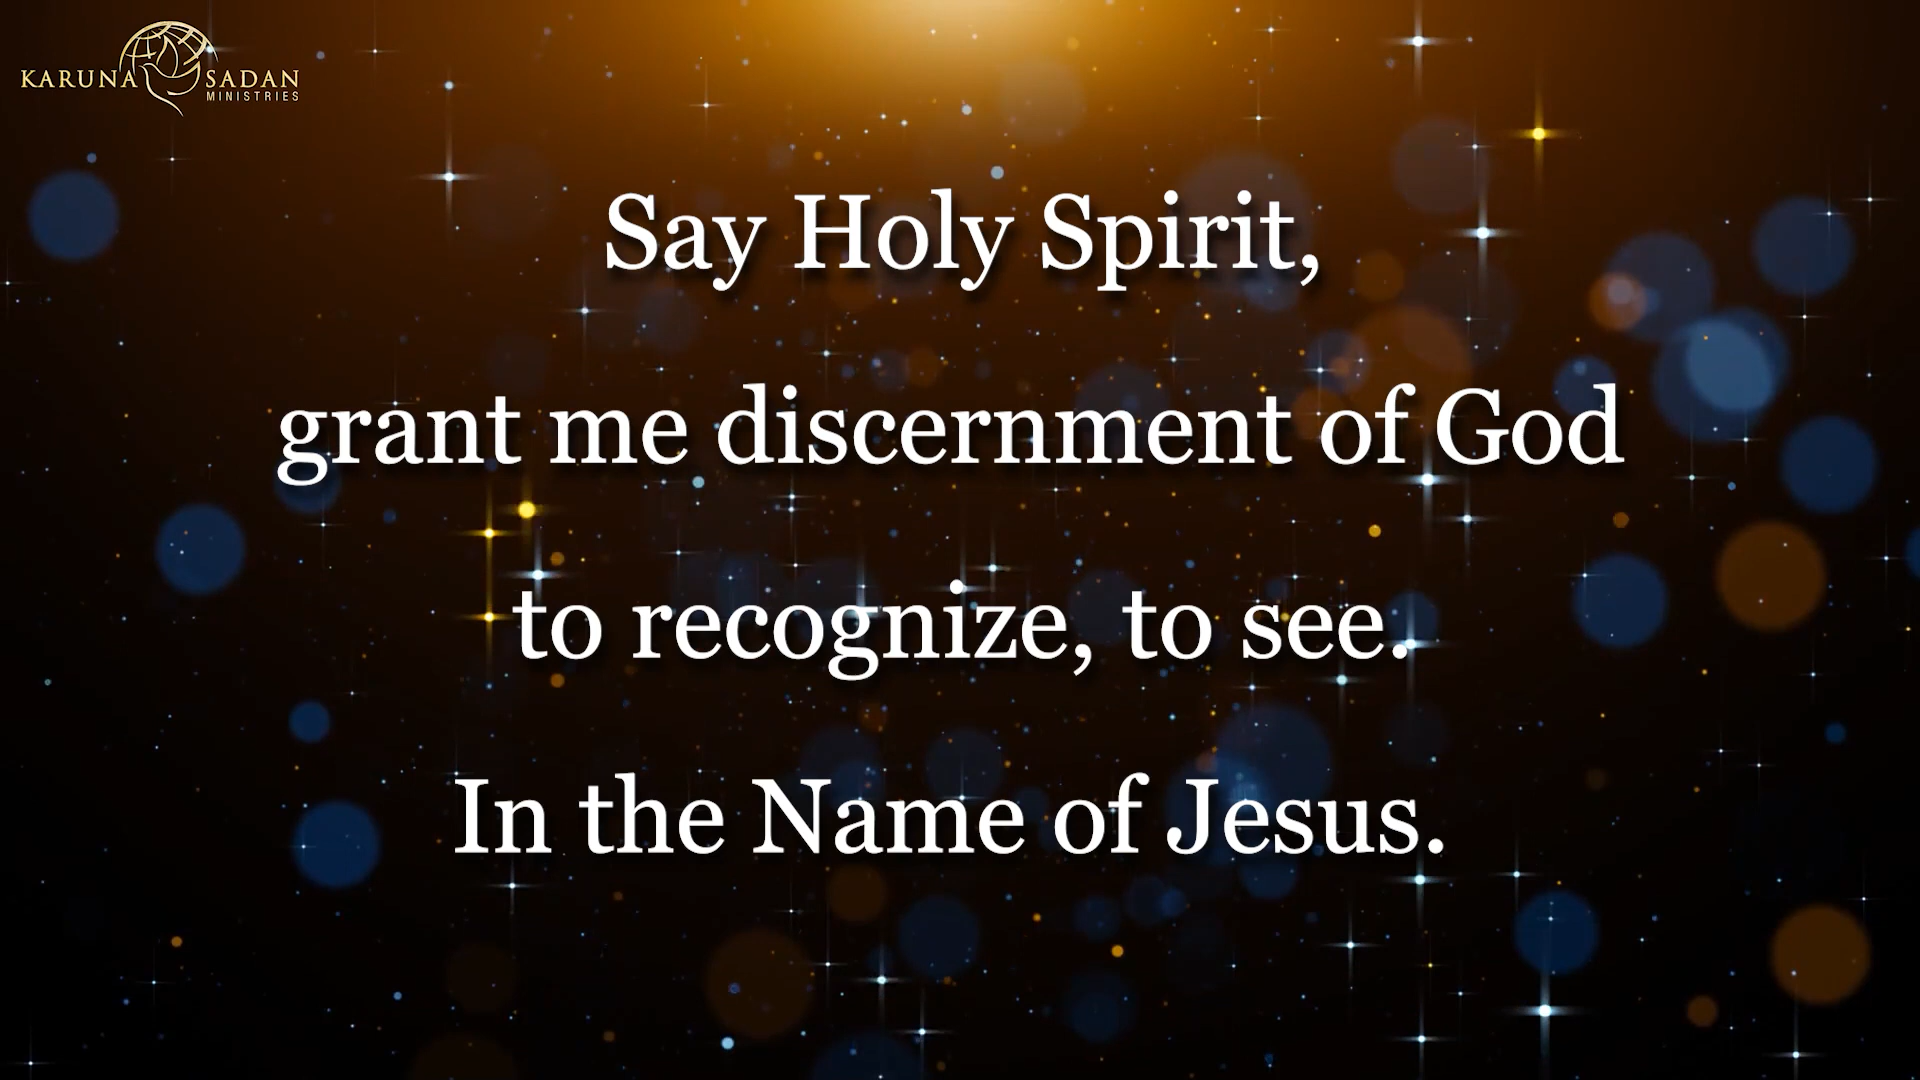 KARUNA SADAN
MINISTRIES
Say Holy Spirit,
grant me discernment of God
to recognize, to see.
In the Name of Jesus.